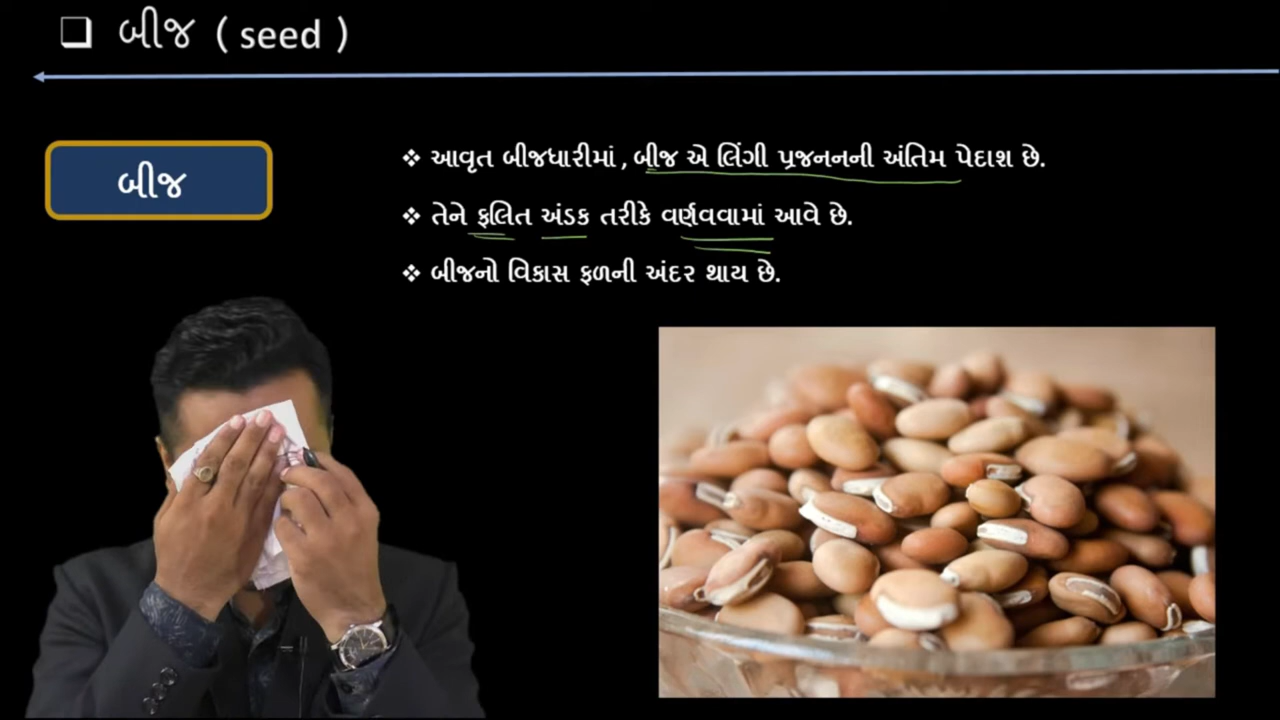 ❑ બીજ ( seed )
બીજ
❖ આવૃત બીજધારીમાં , બીજ એ લિંગી પ્રજનનની અંતિમ પેદાશ છે.
❖ તેને ફલિત અંડક તરીકે વર્ણવવામાં આવે છે.
❖ બીજનો વિકાસ ફળની અંદર થાય છે.